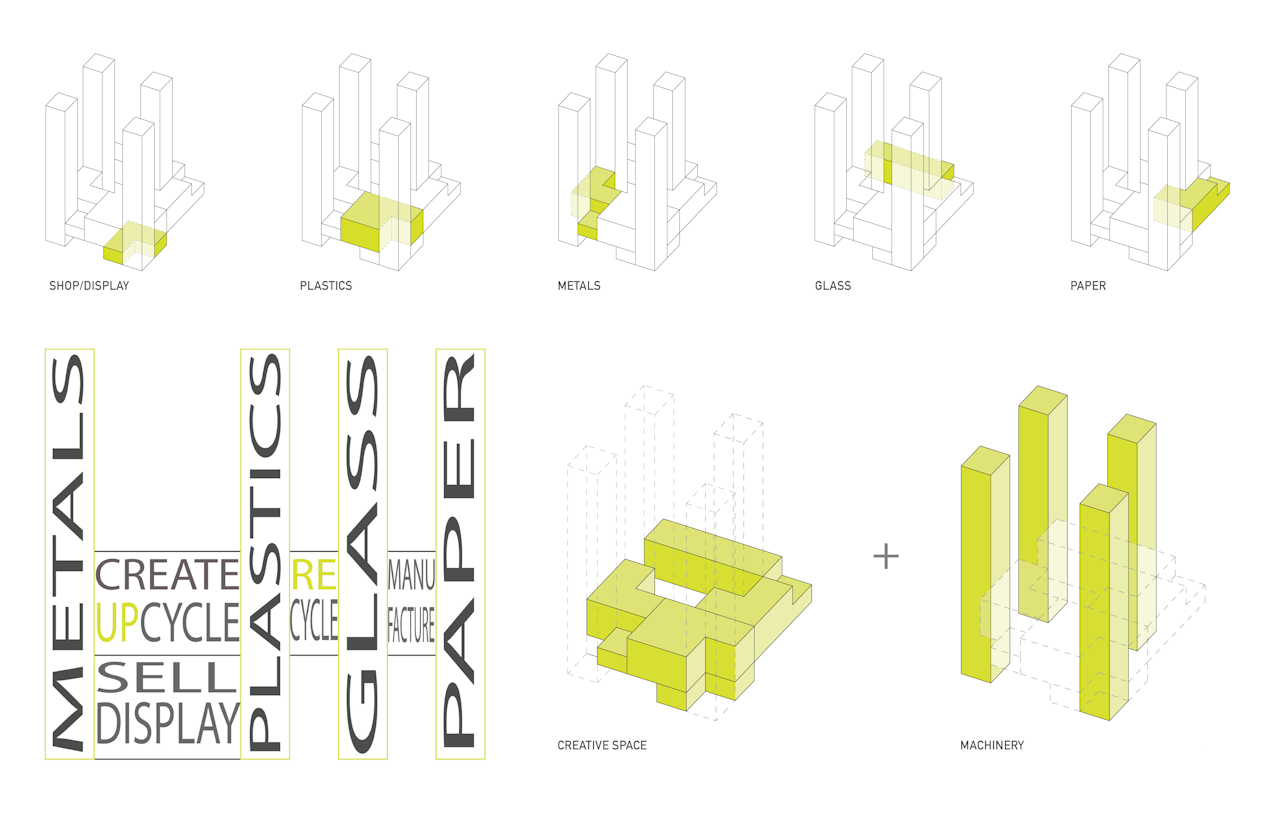 SHOP/DISPLAY
PLASTICS
METALS
GLASS
PAPER
METALS
CREATE
UPCYCLE
SELL
DISPLAY
PLASTICS
RE
CYCLE
GLASS
MANU
FACTURE
PAPER
CREATIVE SPACE
+
MACHINERY